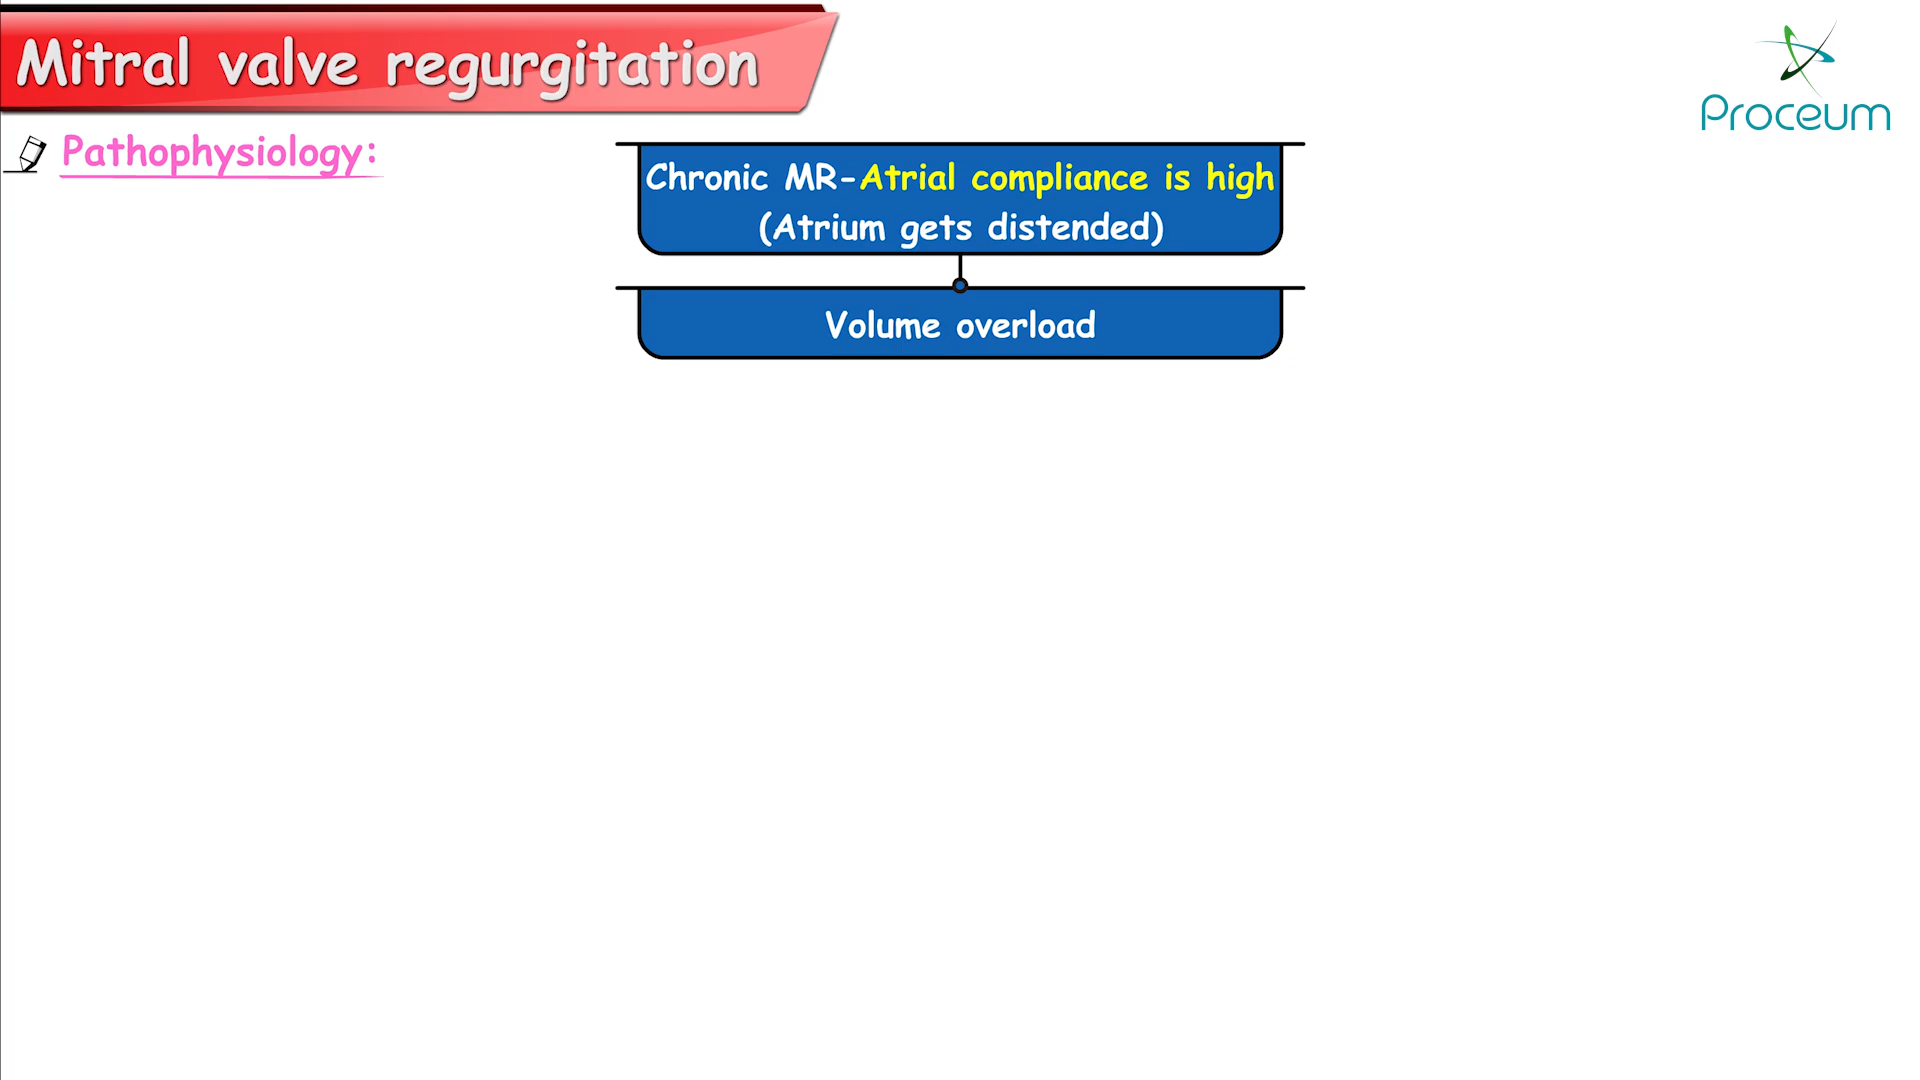 Mitral valve regurgitation
Proceum
Pathophysiology:
Chronic MR-Atrial compliance is high
(Atrium gets distended)
Volume overload